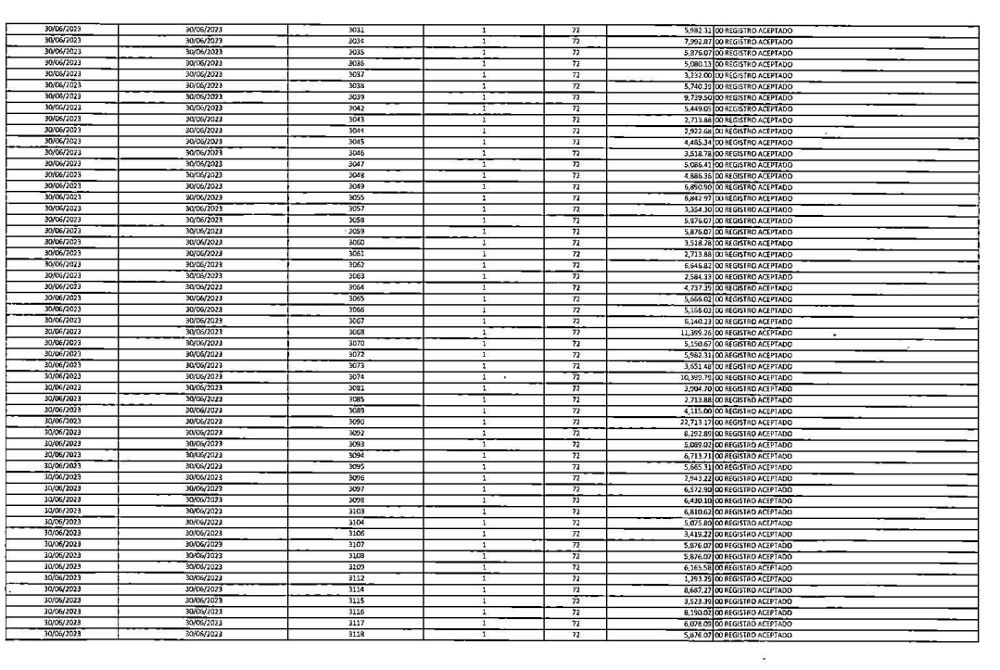 30/06/2023 30/06/2023 3031 1 72 5,982.31 00 REGISTRO ACEPTADO
30/06/2023 30/06/2023 3034 1 72 7,992.87 00 REGISTRO ACEPTADO
30/06/2023 30/06/2023 3035 1 72 5,876.07 00 REGISTRO ACEPTADO
30/06/2023 30/06/2023 3036 1 72 5,080.13 00 REGISTRO ACEPTADO
30/06/2023 30/06/2023 3037 1 72 3,232.00 00 REGISTRO ACEPTADO
30/06/2023 30/06/2023 3038 1 72 5,740.39 00 REGISTRO ACEPTADO
30/06/2023 30/06/2023 3039 1 72 9,739.50 00 REGISTRO ACEPTADO
30/06/2023 30/06/2023 3042 1 72 5,449.05 00 REGISTRO ACEPTADO
30/06/2023 30/06/2023 3043 1 72 2,713.88 00 REGISTRO ACEPTADO
30/06/2023 30/06/2023 3044 1 72 2,922.68 00 REGISTRO ACEPTADO
30/06/2023 30/06/2023 3045 1 72 4,485.34 00 REGISTRO ACEPTADO
30/06/2023 30/06/2023 3046 1 72 3,518.78 00 REGISTRO ACEPTADO
30/06/2023 30/06/2023 3047 1 72 5,086.41 00 REGISTRO ACEPTADO
30/06/2023 30/06/2023 3048 1 72 4,886.36 00 REGISTRO ACEPTADO
30/06/2023 30/06/2023 3049 1 72 6,890.90 00 REGISTRO ACEPTADO
30/06/2023 30/06/2023 3055 1 72 6,842.97 00 REGISTRO ACEPTADO
30/06/2023 30/06/2023 3057 1 72 3,354.30 00 REGISTRO ACEPTADO
30/06/2023 30/06/2023 3058 1 72 5,876.07 00 REGISTRO ACEPTADO
30/06/2023 30/06/2023 3059 1 72 5,876.07 00 REGISTRO ACEPTADO
30/06/2023 30/06/2023 3060 1 72 3,518.78 00 REGISTRO ACEPTADO
30/06/2023 30/06/2023 3061 1 72 2,713.88 00 REGISTRO ACEPTADO
30/06/2023 30/06/2023 3062 1 72 6,646.82 00 REGISTRO ACEPTADO
30/06/2023 30/06/2023 3063 1 72 2,584.33 00 REGISTRO ACEPTADO
30/06/2023 30/06/2023 3064 1 72 4,737.39 00 REGISTRO ACEPTADO
30/06/2023 30/06/2023 3065 1 72 5,666.02 00 REGISTRO ACEPTADO
30/06/2023 30/06/2023 3066 1 72 5,166.03 00 REGISTRO ACEPTADO
30/06/2023 30/06/2023 3067 1 72 6,140.23 00 REGISTRO ACEPTADO
30/06/2023 30/06/2023 3068 1 72 11,399.26 00 REGISTRO ACEPTADO
30/06/2023 30/06/2023 3070 1 72 5,150.67 00 REGISTRO ACEPTADO
30/06/2023 30/06/2023 3072 1 72 5,982.31 00 REGISTRO ACEPTADO
30/06/2023 30/06/2023 3073 1 72 3,651.48 00 REGISTRO ACEPTADO
30/06/2023 30/06/2023 3074 1 72 10,399.79 00 REGISTRO ACEPTADO
30/06/2023 30/06/2023 3081 1 72 3,904.70 00 REGISTRO ACEPTADO
30/06/2023 30/06/2023 3085 1 72 2,713.88 00 REGISTRO ACEPTADO
30/06/2023 30/06/2023 3089 1 72 4,115.00 00 REGISTRO ACEPTADO
30/06/2023 30/06/2023 3090 1 72 22,713.17 00 REGISTRO ACEPTADO
30/06/2023 30/06/2023 3092 1 72 8,292.89 00 REGISTRO ACEPTADO
30/06/2023 30/06/2023 3093 1 72 5,089.02 00 REGISTRO ACEPTADO
30/06/2023 30/06/2023 3094 1 72 6,713.71 00 REGISTRO ACEPTADO
30/06/2023 30/06/2023 3095 1 72 5,665.31 00 REGISTRO ACEPTADO
30/06/2023 30/06/2023 3096 1 72 2,943.22 00 REGISTRO ACEPTADO
30/06/2023 30/06/2023 3097 1 72 6,572.90 00 REGISTRO ACEPTADO
30/06/2023 30/06/2023 3098 1 72 6,430.10 00 REGISTRO ACEPTADO
30/06/2023 30/06/2023 3103 1 72 6,810.62 00 REGISTRO ACEPTADO
30/06/2023 30/06/2023 3104 1 72 5,075.80 00 REGISTRO ACEPTADO
30/06/2023 30/06/2023 3106 1 72 3,419.22 00 REGISTRO ACEPTADO
30/06/2023 30/06/2023 3107 1 72 5,876.07 00 REGISTRO ACEPTADO
30/06/2023 30/06/2023 3108 1 72 5,876.07 00 REGISTRO ACEPTADO
30/06/2023 30/06/2023 3109 1 72 6,165.58 00 REGISTRO ACEPTADO
30/06/2023 30/06/2023 3112 1 72 1,293.29 00 REGISTRO ACEPTADO
30/06/2023 30/06/2023 3114 1 72 8,687.27 00 REGISTRO ACEPTADO
30/06/2023 30/06/2023 3115 1 72 3,523.39 00 REGISTRO ACEPTADO
30/06/2023 30/06/2023 3116 1 72 8,190.02 00 REGISTRO ACEPTADO
30/06/2023 30/06/2023 3117 1 72 6,078.09 00 REGISTRO ACEPTADO
30/06/2023 30/06/2023 3118 1 72 5,876.07 00 REGISTRO ACEPTADO